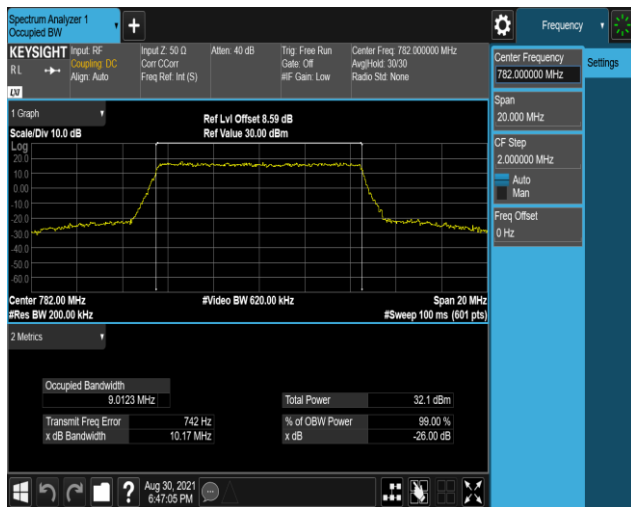 Spectrum Analyzer 1
Occupied BW
+
Frequency
KEYSIGHT
RL
LXI
Input: RF
Coupling: DC
Align: Auto
Input Z: 50 Ω
Corr CCorr
Freq Ref: Int (S)
Atten: 40 dB
Trig: Free Run
Gate: Off
#IF Gain: Low
Center Freq: 782.000000 MHz
Avg|Hold: 30/30
Radio Std: None
Center Frequency
782.000000 MHz
Settings
Span
20.000 MHz
CF Step
2.000000 MHz
Auto
Man
Freq Offset
0 Hz
1 Graph
Scale/Div 10.0 dB
Ref Lvl Offset 8.59 dB
Ref Value 30.00 dBm
Log
20.0
10.0
0.00
-10.0
-20.0
-30.0
-40.0
-50.0
-60.0
Center 782.00 MHz
#Res BW 200.00 kHz
#Video BW 620.00 kHz
Span 20 MHz
#Sweep 100 ms (601 pts)
2 Metrics
Occupied Bandwidth
9.0123 MHz
Total Power 32.1 dBm
Transmit Freq Error 742 Hz
% of OBW Power 99.00 %
x dB Bandwidth 10.17 MHz
x dB -26.00 dB
?
Aug 30, 2021
6:47:05 PM